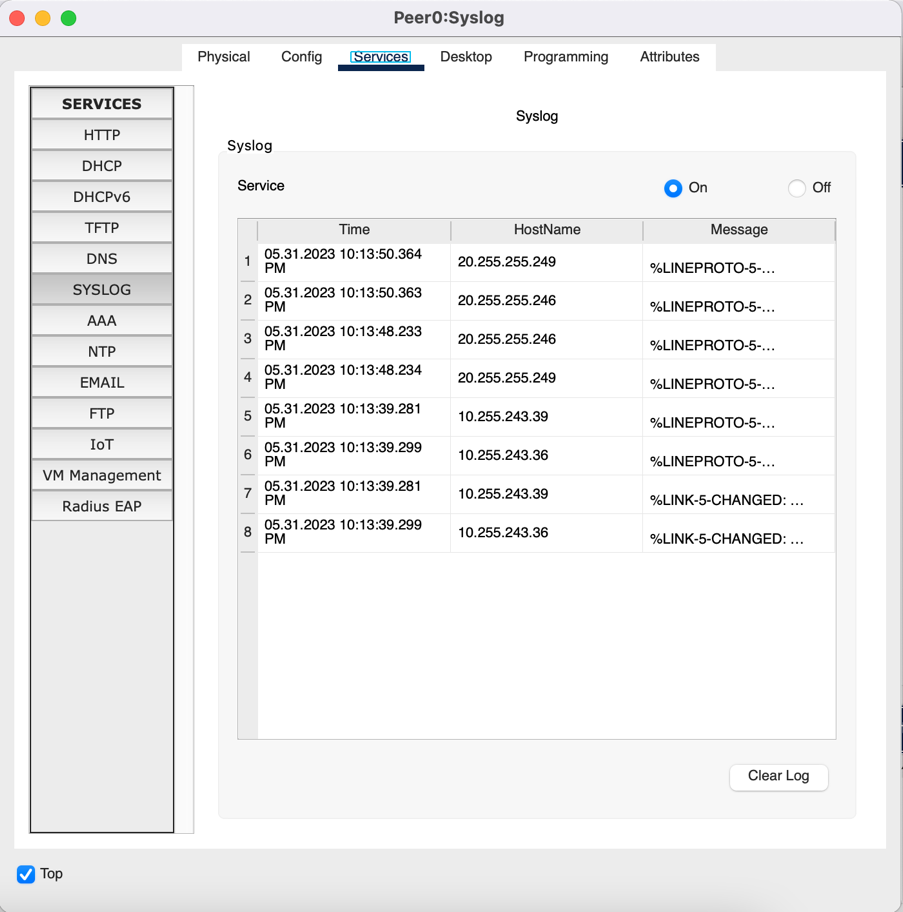 Peer0:Syslog
Physical Config Services Desktop Programming Attributes
SERVICES
HTTP
DHCP
DHCPv6
TFTP
DNS
SYSLOG
AAA
NTP
EMAIL
FTP
IoT
VM Management
Radius EAP
Syslog
Syslog
Service On Off
Time HostName Message
1 05.31.2023 10:13:50.364 PM 20.255.255.249 %LINEPROTO-5-...
2 05.31.2023 10:13:50.363 PM 20.255.255.246 %LINEPROTO-5-...
3 05.31.2023 10:13:48.233 PM 20.255.255.246 %LINEPROTO-5-...
4 05.31.2023 10:13:48.234 PM 20.255.255.249 %LINEPROTO-5-...
5 05.31.2023 10:13:39.281 PM 10.255.243.39 %LINEPROTO-5-...
6 05.31.2023 10:13:39.299 PM 10.255.243.36 %LINEPROTO-5-...
7 05.31.2023 10:13:39.281 PM 10.255.243.39 %LINK-5-CHANGED: ...
8 05.31.2023 10:13:39.299 PM 10.255.243.36 %LINK-5-CHANGED: ...
Clear Log
Top